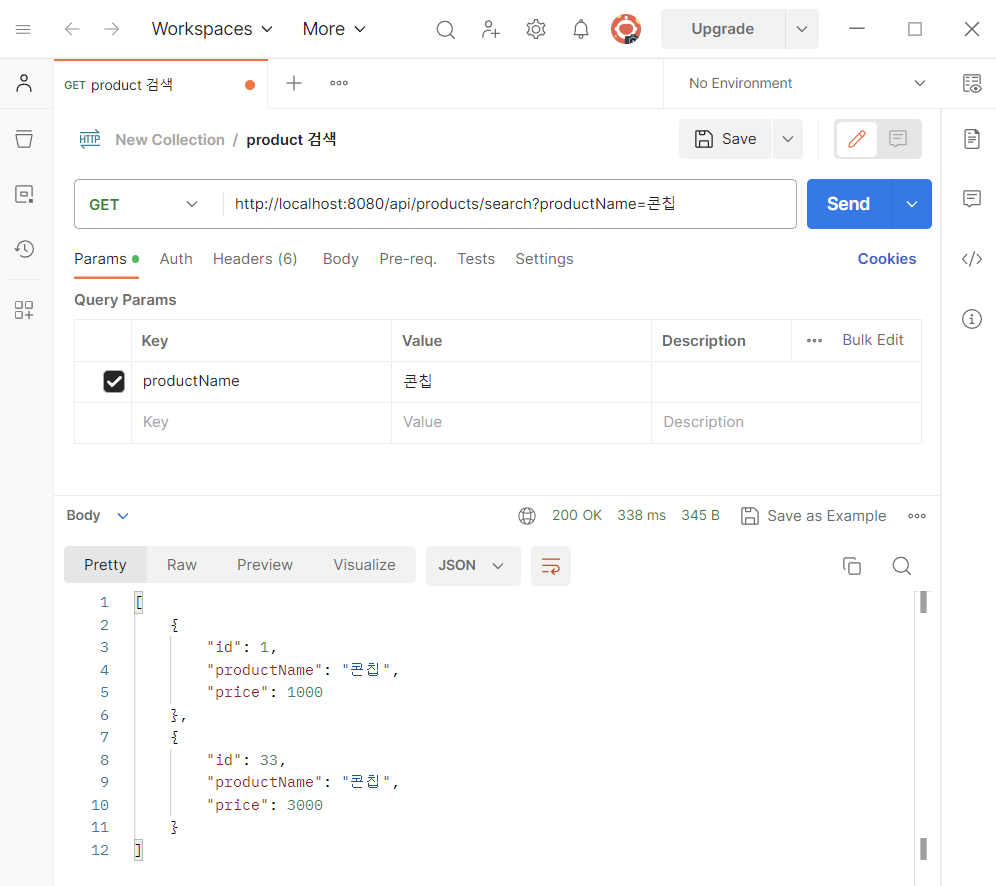 Workspaces More Upgrade
GET product 검색 No Environment
HTTP New Collection / product 검색 Save
GET http://localhost:8080/api/products/search?productName=콘칩 Send
Params Auth Headers (6) Body Pre-req. Tests Settings Cookies
Query Params
Key Value Description Bulk Edit
productName 콘칩
Key Value Description
Body 200 OK 338 ms 345 B Save as Example
Pretty Raw Preview Visualize JSON
1 [
2 {
3 "id": 1,
4 "productName": "콘칩",
5 "price": 1000
6 },
7 {
8 "id": 33,
9 "productName": "콘칩",
10 "price": 3000
11 }
12 ]